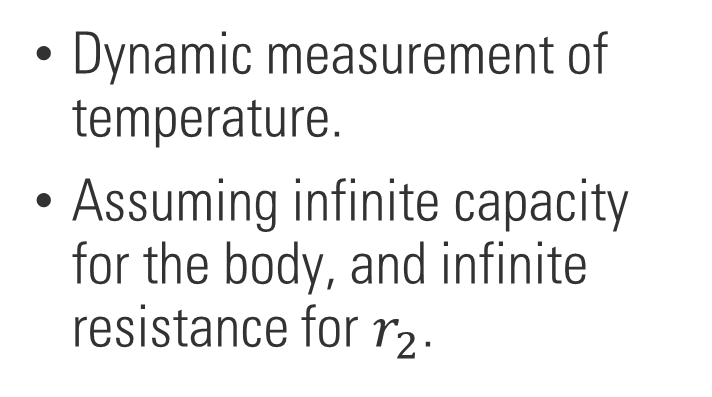 • Dynamic measurement of
temperature.
• Assuming infinite capacity
for the body, and infinite
resistance for r₂.